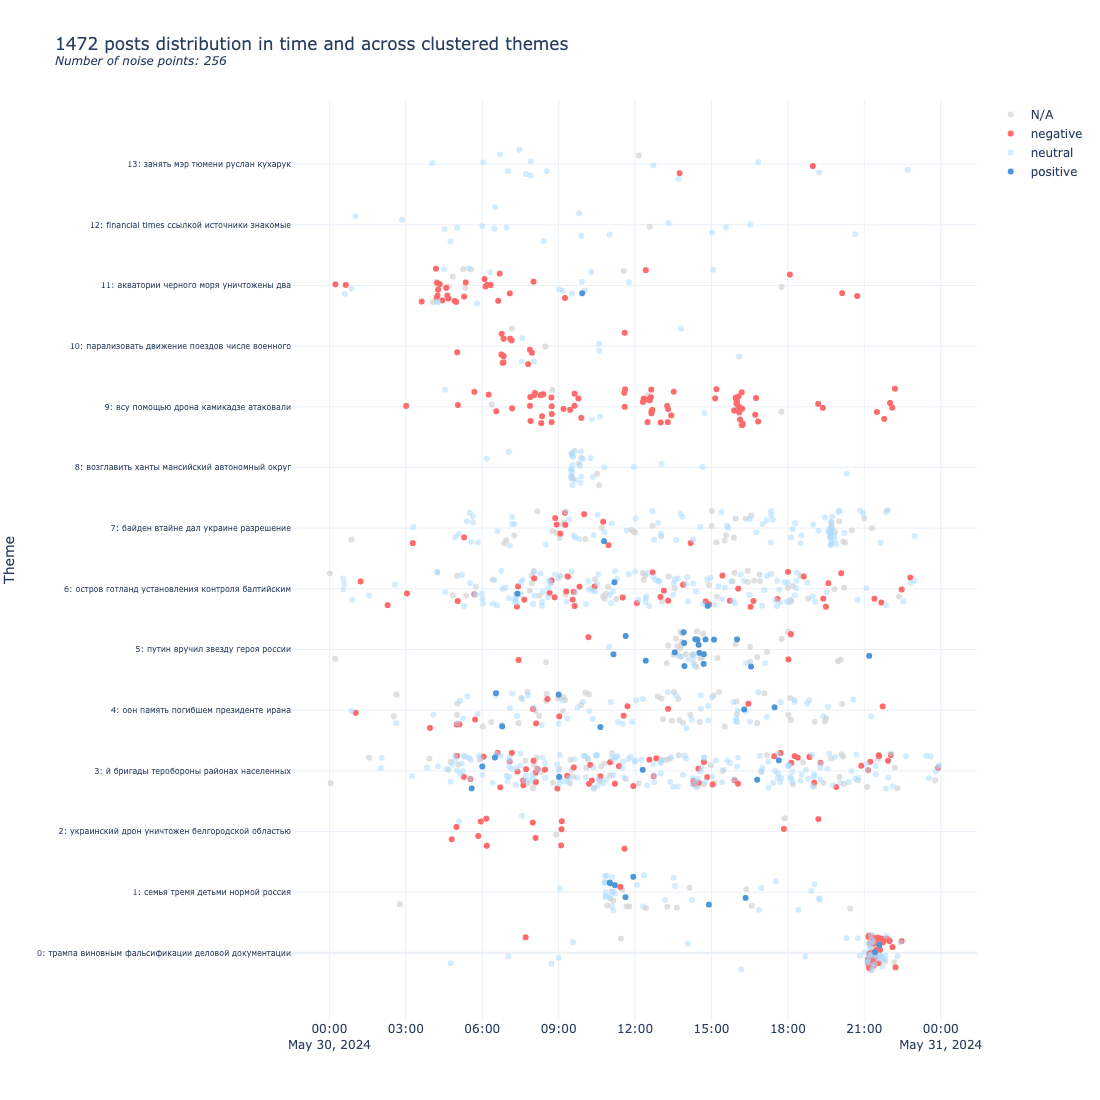 1472 posts distribution in time and across clustered themes
Number of noise points: 256
N/A
negative
neutral
positive
Theme
13: занять мэр тюмени руслан кухарук
12: financial times ссылкой источники знакомые
11: акватории черного моря уничтожены два
10: парализовать движение поездов числе военного
9: всу помощью дрона камикадзе атаковали
8: возглавить ханты мансийский автономный округ
7: байден втайне дал украине разрешение
6: остров готланд установления контроля балтийским
5: путин вручил звезду героя россии
4: оон память погибшем президенте ирана
3: й бригады теробороны районах населенных
2: украинский дрон уничтожен белгородской областью
1: семья тремя детьми нормой россия
0: трампа виновным фальсификации деловой документации
00:00 03:00 06:00 09:00 12:00 15:00 18:00 21:00 00:00
May 30, 2024 May 31, 2024